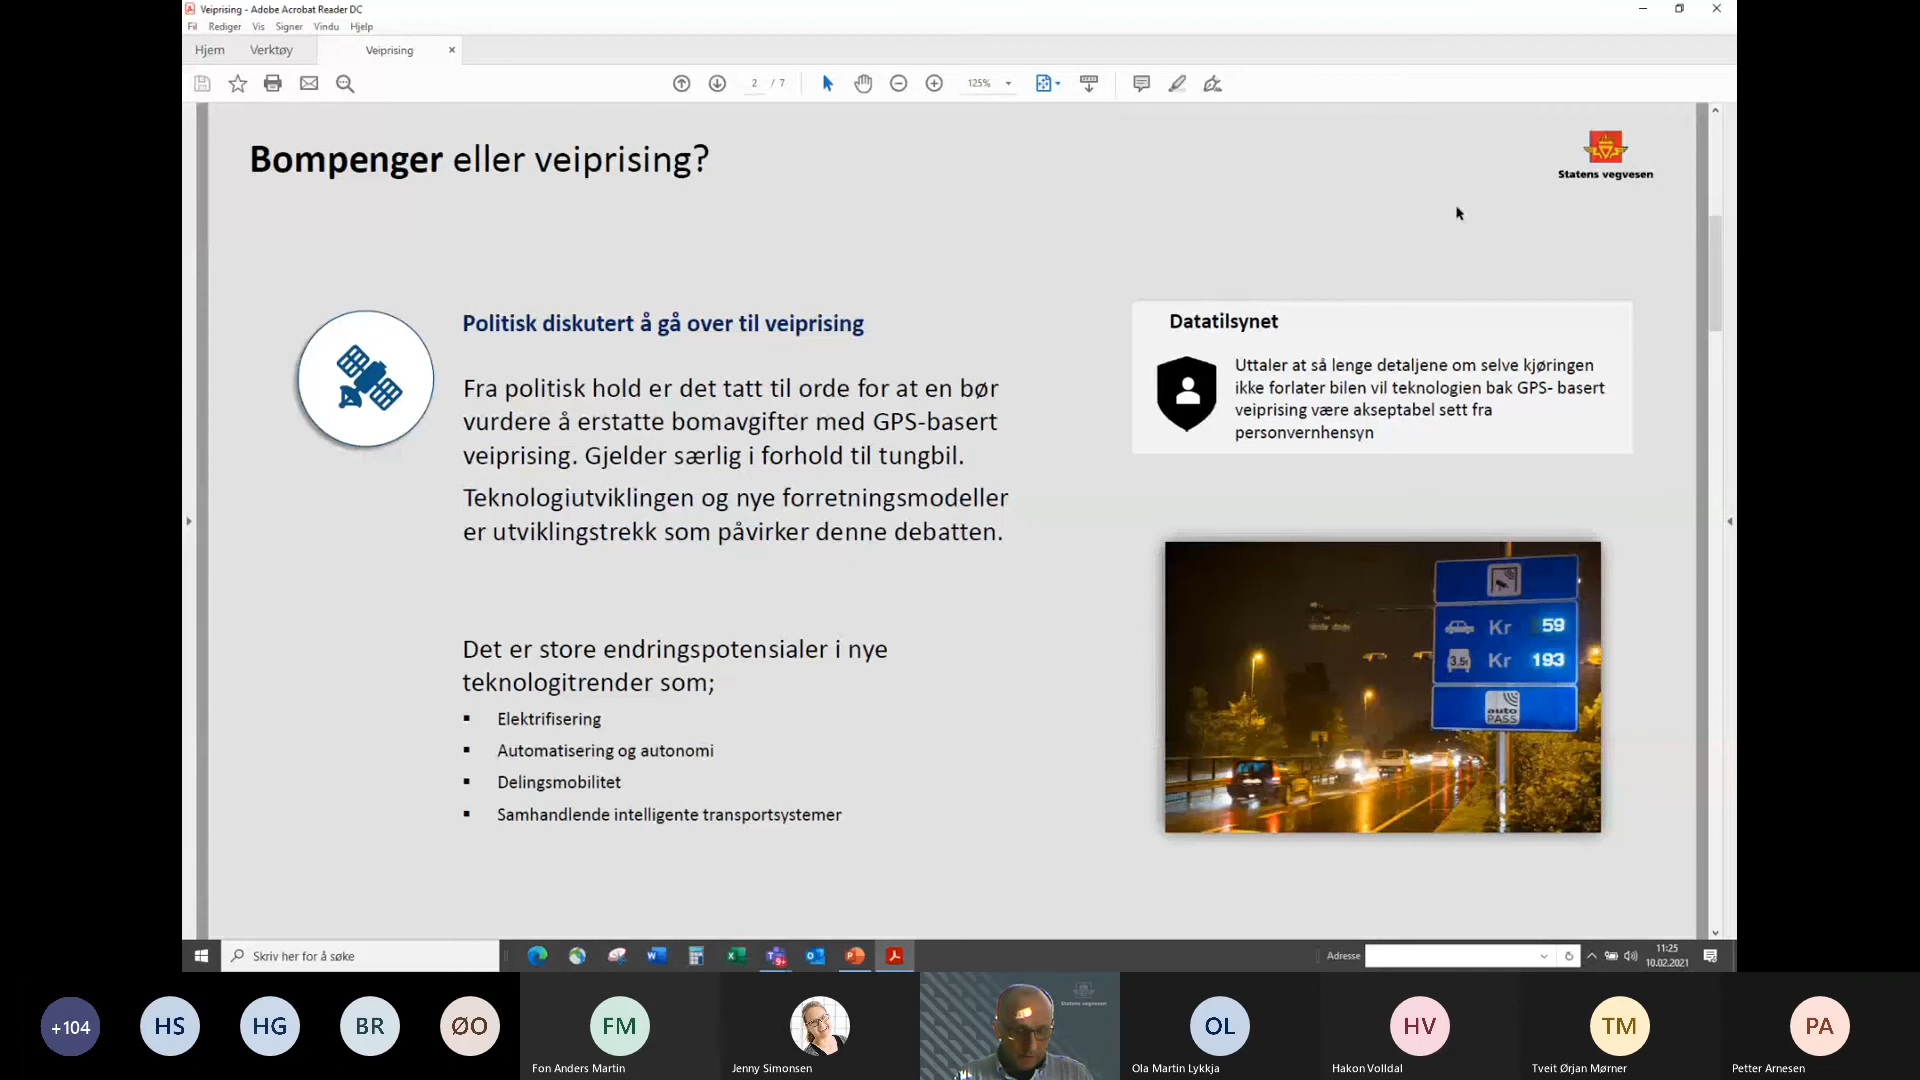 Veiprising - Adobe Acrobat Reader DC
Fil Rediger Vis Signer Vindu Hjelp
Hjem Verktøy Veiprising
2 / 7 125%
Bompenger eller veiprising?
Statens vegvesen
Politisk diskutert å gå over til veiprising
Fra politisk hold er det tatt til orde for at en bør
vurdere å erstatte bomavgifter med GPS-basert
veiprising. Gjelder særlig i forhold til tungbil.
Teknologiutviklingen og nye forretningsmodeller
er utviklingstrekk som påvirker denne debatten.
Det er store endringspotensialer i nye
teknologitrender som;
▪ Elektrifisering
▪ Automatisering og autonomi
▪ Delingsmobilitet
▪ Samhandlende intelligente transportsystemer
Datatilsynet
Uttaler at så lenge detaljene om selve kjøringen
ikke forlater bilen vil teknologien bak GPS- basert
veiprising være akseptabel sett fra
personvernhensyn
Kr 59
3,5t Kr 193
auto
PASS
Skriv her for å søke
Adresse
11:25
10.02.2021
+104 HS HG BR ØO FM OL HV TM PA
Statens vegvesen
Fon Anders Martin
Jenny Simonsen
Ola Martin Lykkja
Hakon Volldal
Tveit Ørjan Mørner
Petter Arnesen